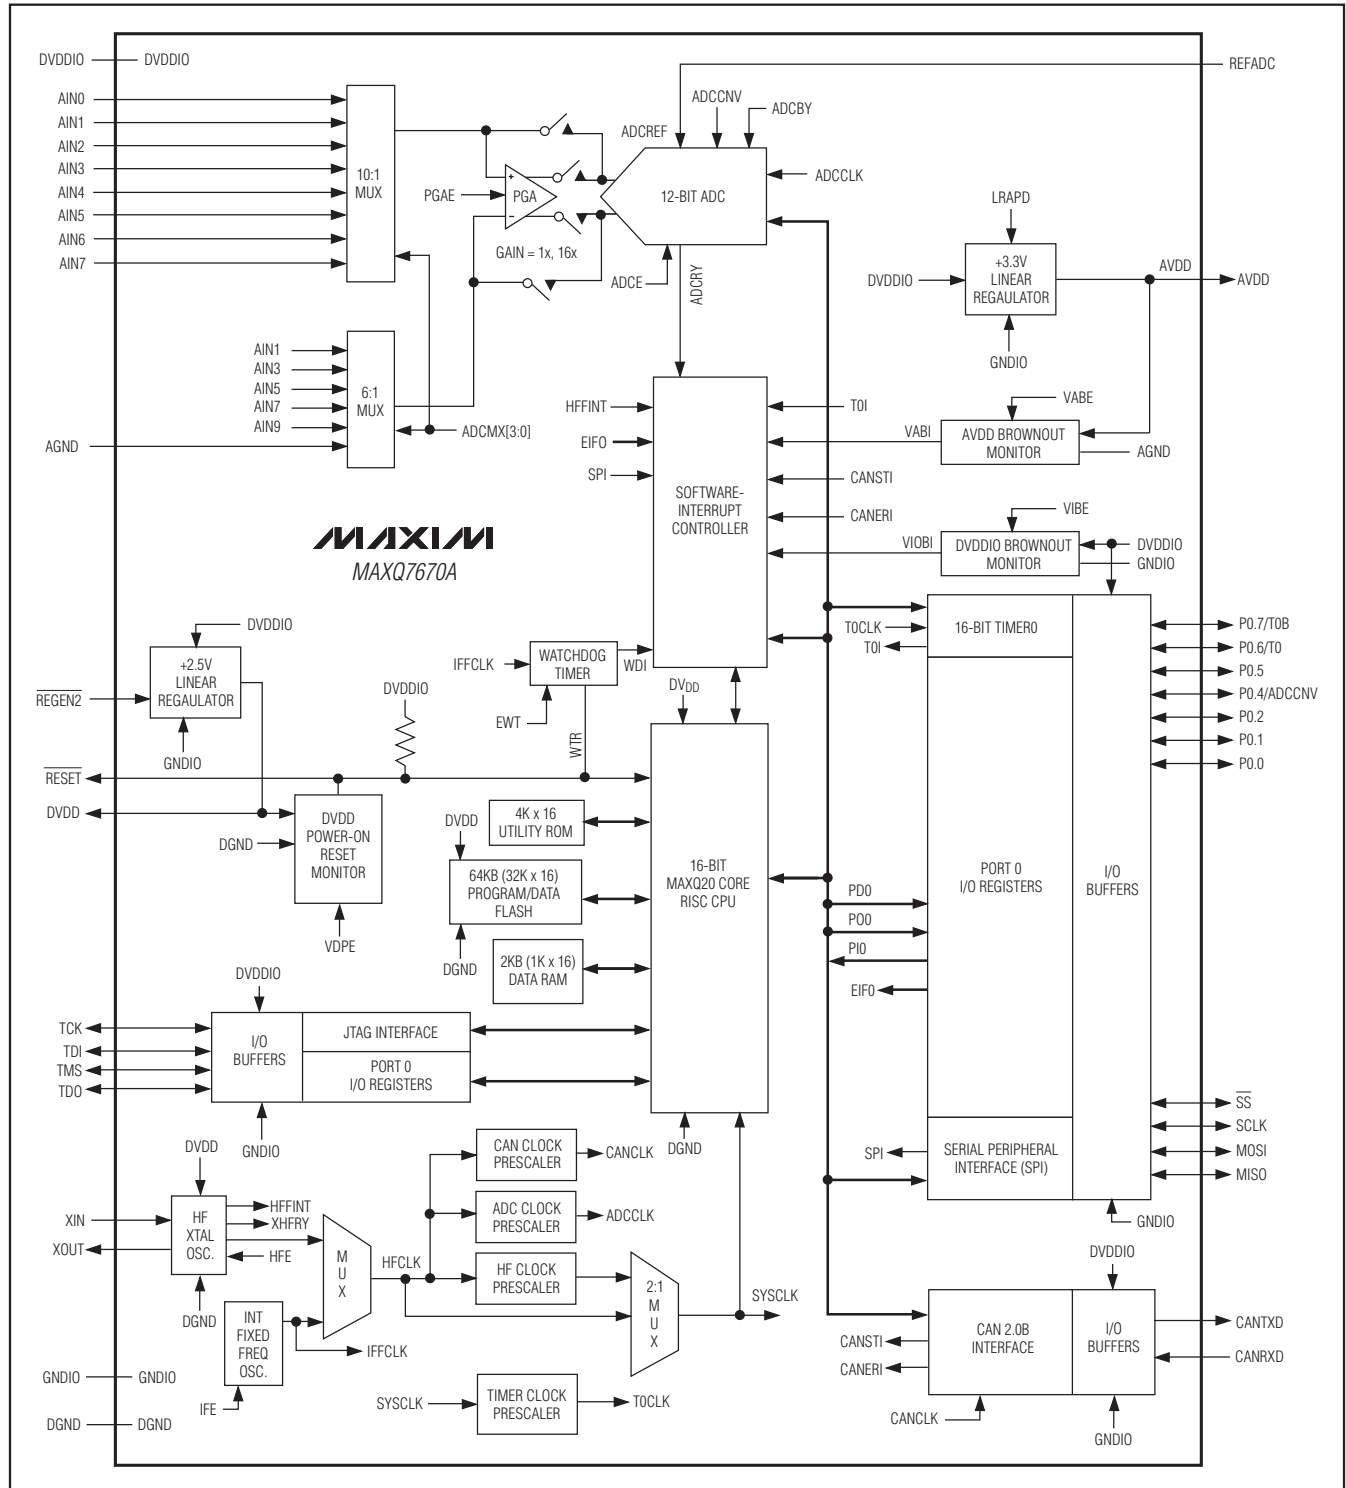 DVDDIO
DVDDIO
REFADC
AIN0
AIN1
AIN2
AIN3
AIN4
AIN5
AIN6
AIN7
10:1
MUX
PGAE
+
PGA
−
GAIN = 1x, 16x
ADCREF
ADCCNV
ADCBY
ADCCLK
12-BIT ADC
ADCE
ADCRY
LRAPD
DVDDIO
+3.3V
LINEAR
REGAULATOR
GNDIO
AVDD
AVDD
AIN1
AIN3
AIN5
AIN7
AIN9
AGND
6:1
MUX
ADCMX[3:0]
HFFINT
EIFO
SPI
SOFTWARE-
INTERRUPT
CONTROLLER
T0I
VABI
CANSTI
CANERI
VIOBI
VABE
AVDD BROWNOUT
MONITOR
AGND
VIBE
DVDDIO BROWNOUT
MONITOR
DVDDIO
GNDIO
MAXIM
MAXQ7670A
DVDDIO
+2.5V
LINEAR
REGAULATOR
REGEN2
GNDIO
RESET
DVDD
DVDDIO
IFFCLK
WATCHDOG
TIMER
WDI
EWT
WTR
DVDD
DGND
DVDD
POWER-ON
RESET
MONITOR
VDPE
4K x 16
UTILITY ROM
DVDD
64KB (32K x 16)
PROGRAM/DATA
FLASH
DGND
2KB (1K x 16)
DATA RAM
16-BIT
MAXQ20 CORE
RISC CPU
DGND
T0CLK
T0I
16-BIT TIMER0
PORT 0
I/O REGISTERS
I/O
BUFFERS
PD0
PO0
PI0
EIF0
P0.7/T0B
P0.6/T0
P0.5
P0.4/ADCCNV
P0.2
P0.1
P0.0
SPI
SERIAL PERIPHERAL
INTERFACE (SPI)
SS
SCLK
MOSI
MISO
GNDIO
DVDDIO
TCK
TDI
TMS
TDO
I/O
BUFFERS
JTAG INTERFACE
PORT 0
I/O REGISTERS
GNDIO
DVDD
XIN
XOUT
HF
XTAL
OSC.
HFFINT
XHFRY
HFE
DGND
INT
FIXED
FREQ
OSC.
IFE
IFFCLK
M
U
X
HFCLK
CAN CLOCK
PRESCALER
CANCLK
ADC CLOCK
PRESCALER
ADCCLK
HF CLOCK
PRESCALER
2:1
M
U
X
SYSCLK
SYSCLK
TIMER CLOCK
PRESCALER
T0CLK
DVDDIO
CAN 2.0B
INTERFACE
I/O
BUFFERS
CANSTI
CANERI
CANCLK
GNDIO
CANTXD
CANRXD
GNDIO
GNDIO
DGND
DGND